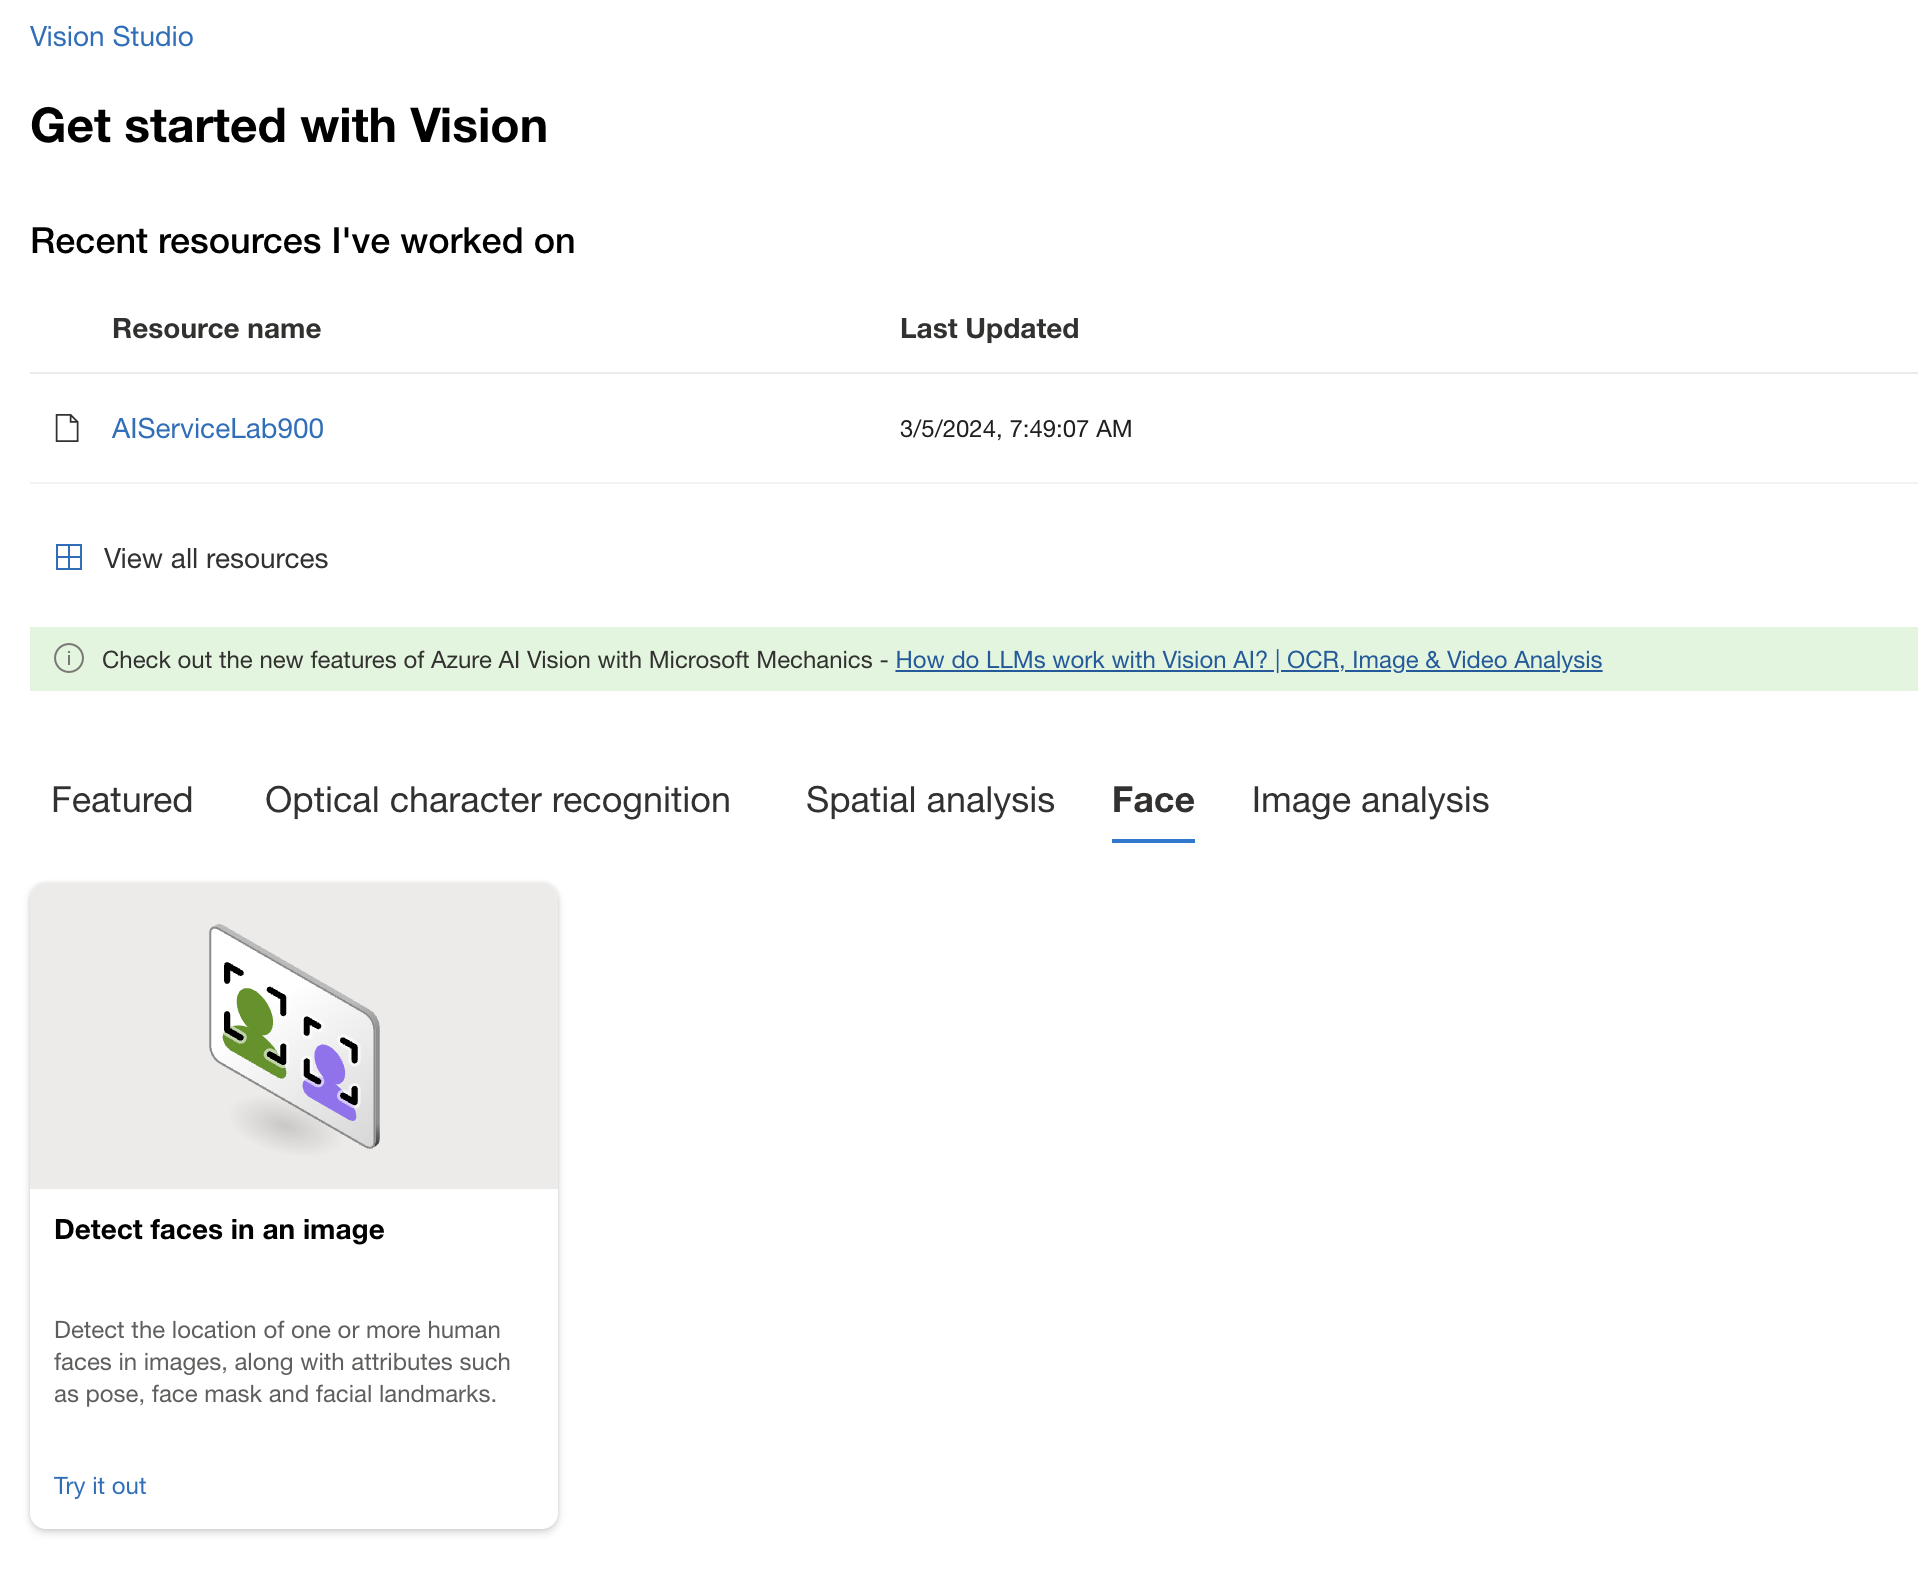 Vision Studio
Get started with Vision
Recent resources I've worked on
Resource name Last Updated
AIServiceLab900 3/5/2024, 7:49:07 AM
View all resources
Check out the new features of Azure AI Vision with Microsoft Mechanics - How do LLMs work with Vision AI? | OCR, Image & Video Analysis
Featured Optical character recognition Spatial analysis Face Image analysis
Detect faces in an image
Detect the location of one or more human
faces in images, along with attributes such
as pose, face mask and facial landmarks.
Try it out